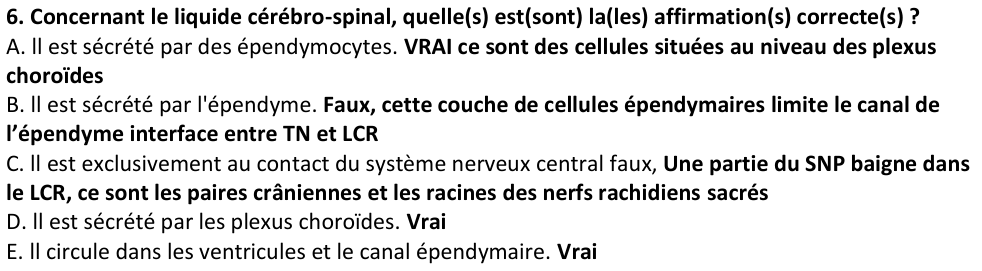 6. Concernant le liquide cérébro-spinal, quelle(s) est(sont) la(les) affirmation(s) correcte(s) ?
A. Il est sécrété par des épendymocytes. VRAI ce sont des cellules situées au niveau des plexus
choroïdes
B. Il est sécrété par l'épendyme. Faux, cette couche de cellules épendymaires limite le canal de
l’épendyme interface entre TN et LCR
C. Il est exclusivement au contact du système nerveux central faux, Une partie du SNP baigne dans
le LCR, ce sont les paires crâniennes et les racines des nerfs rachidiens sacrés
D. Il est sécrété par les plexus choroïdes. Vrai
E. Il circule dans les ventricules et le canal épendymaire. Vrai